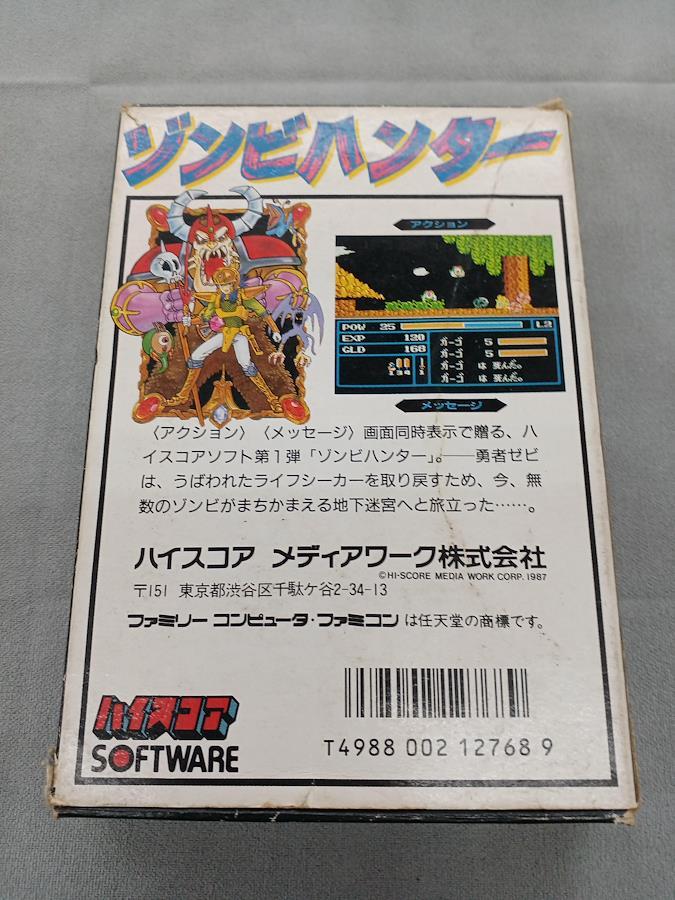 ゾンビハンター
アクション
POW 25 L2
EXP 120
GLD 168
ガーゴ 5
ガーゴ 5
ガーゴ は 死んだ。
ガーゴ は 死んだ。
メッセージ
〈アクション〉〈メッセージ〉画面同時表示で贈る、ハ
イスコアソフト第1弾「ゾンビハンター」。──勇者ゼビ
は、うばわれたライフシーカーを取り戻すため、今、無
数のゾンビがまちかまえる地下迷宮へと旅立った……。
ハイスコア メディアワーク株式会社
©HI-SCORE MEDIA WORK CORP. 1987
〒151 東京都渋谷区千駄ケ谷2-34-13
ファミリー コンピュータ・ファミコン は任天堂の商標です。
ハイスコア
SOFTWARE
T4988 002 12768 9